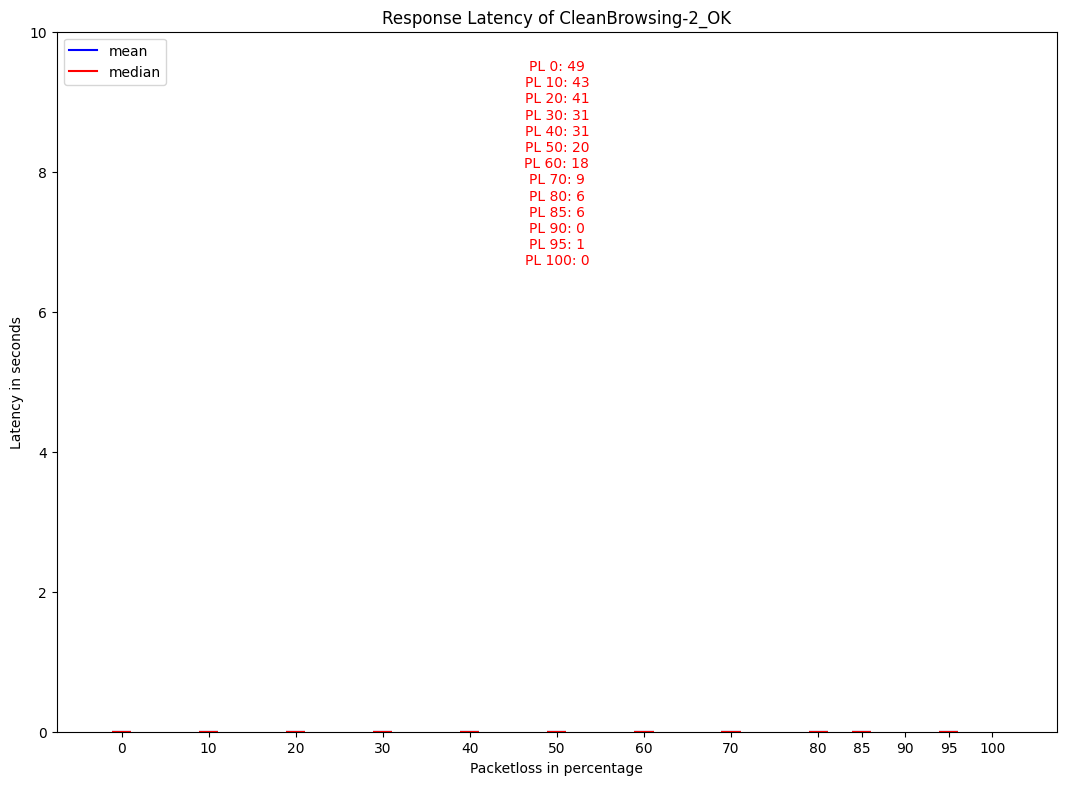 Response Latency of CleanBrowsing-2_OK
mean
median
PL 0: 49
PL 10: 43
PL 20: 41
PL 30: 31
PL 40: 31
PL 50: 20
PL 60: 18
PL 70: 9
PL 80: 6
PL 85: 6
PL 90: 0
PL 95: 1
PL 100: 0
Latency in seconds
10
8
6
4
2
0
0 10 20 30 40 50 60 70 80 85 90 95 100
Packetloss in percentage